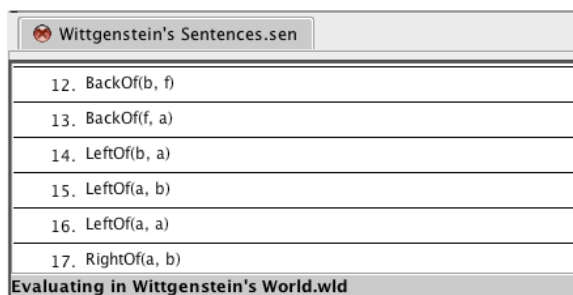 Wittgenstein's Sentences.sen
12. BackOf(b, f)
13. BackOf(f, a)
14. LeftOf(b, a)
15. LeftOf(a, b)
16. LeftOf(a, a)
17. RightOf(a, b)
Evaluating in Wittgenstein's World.wld